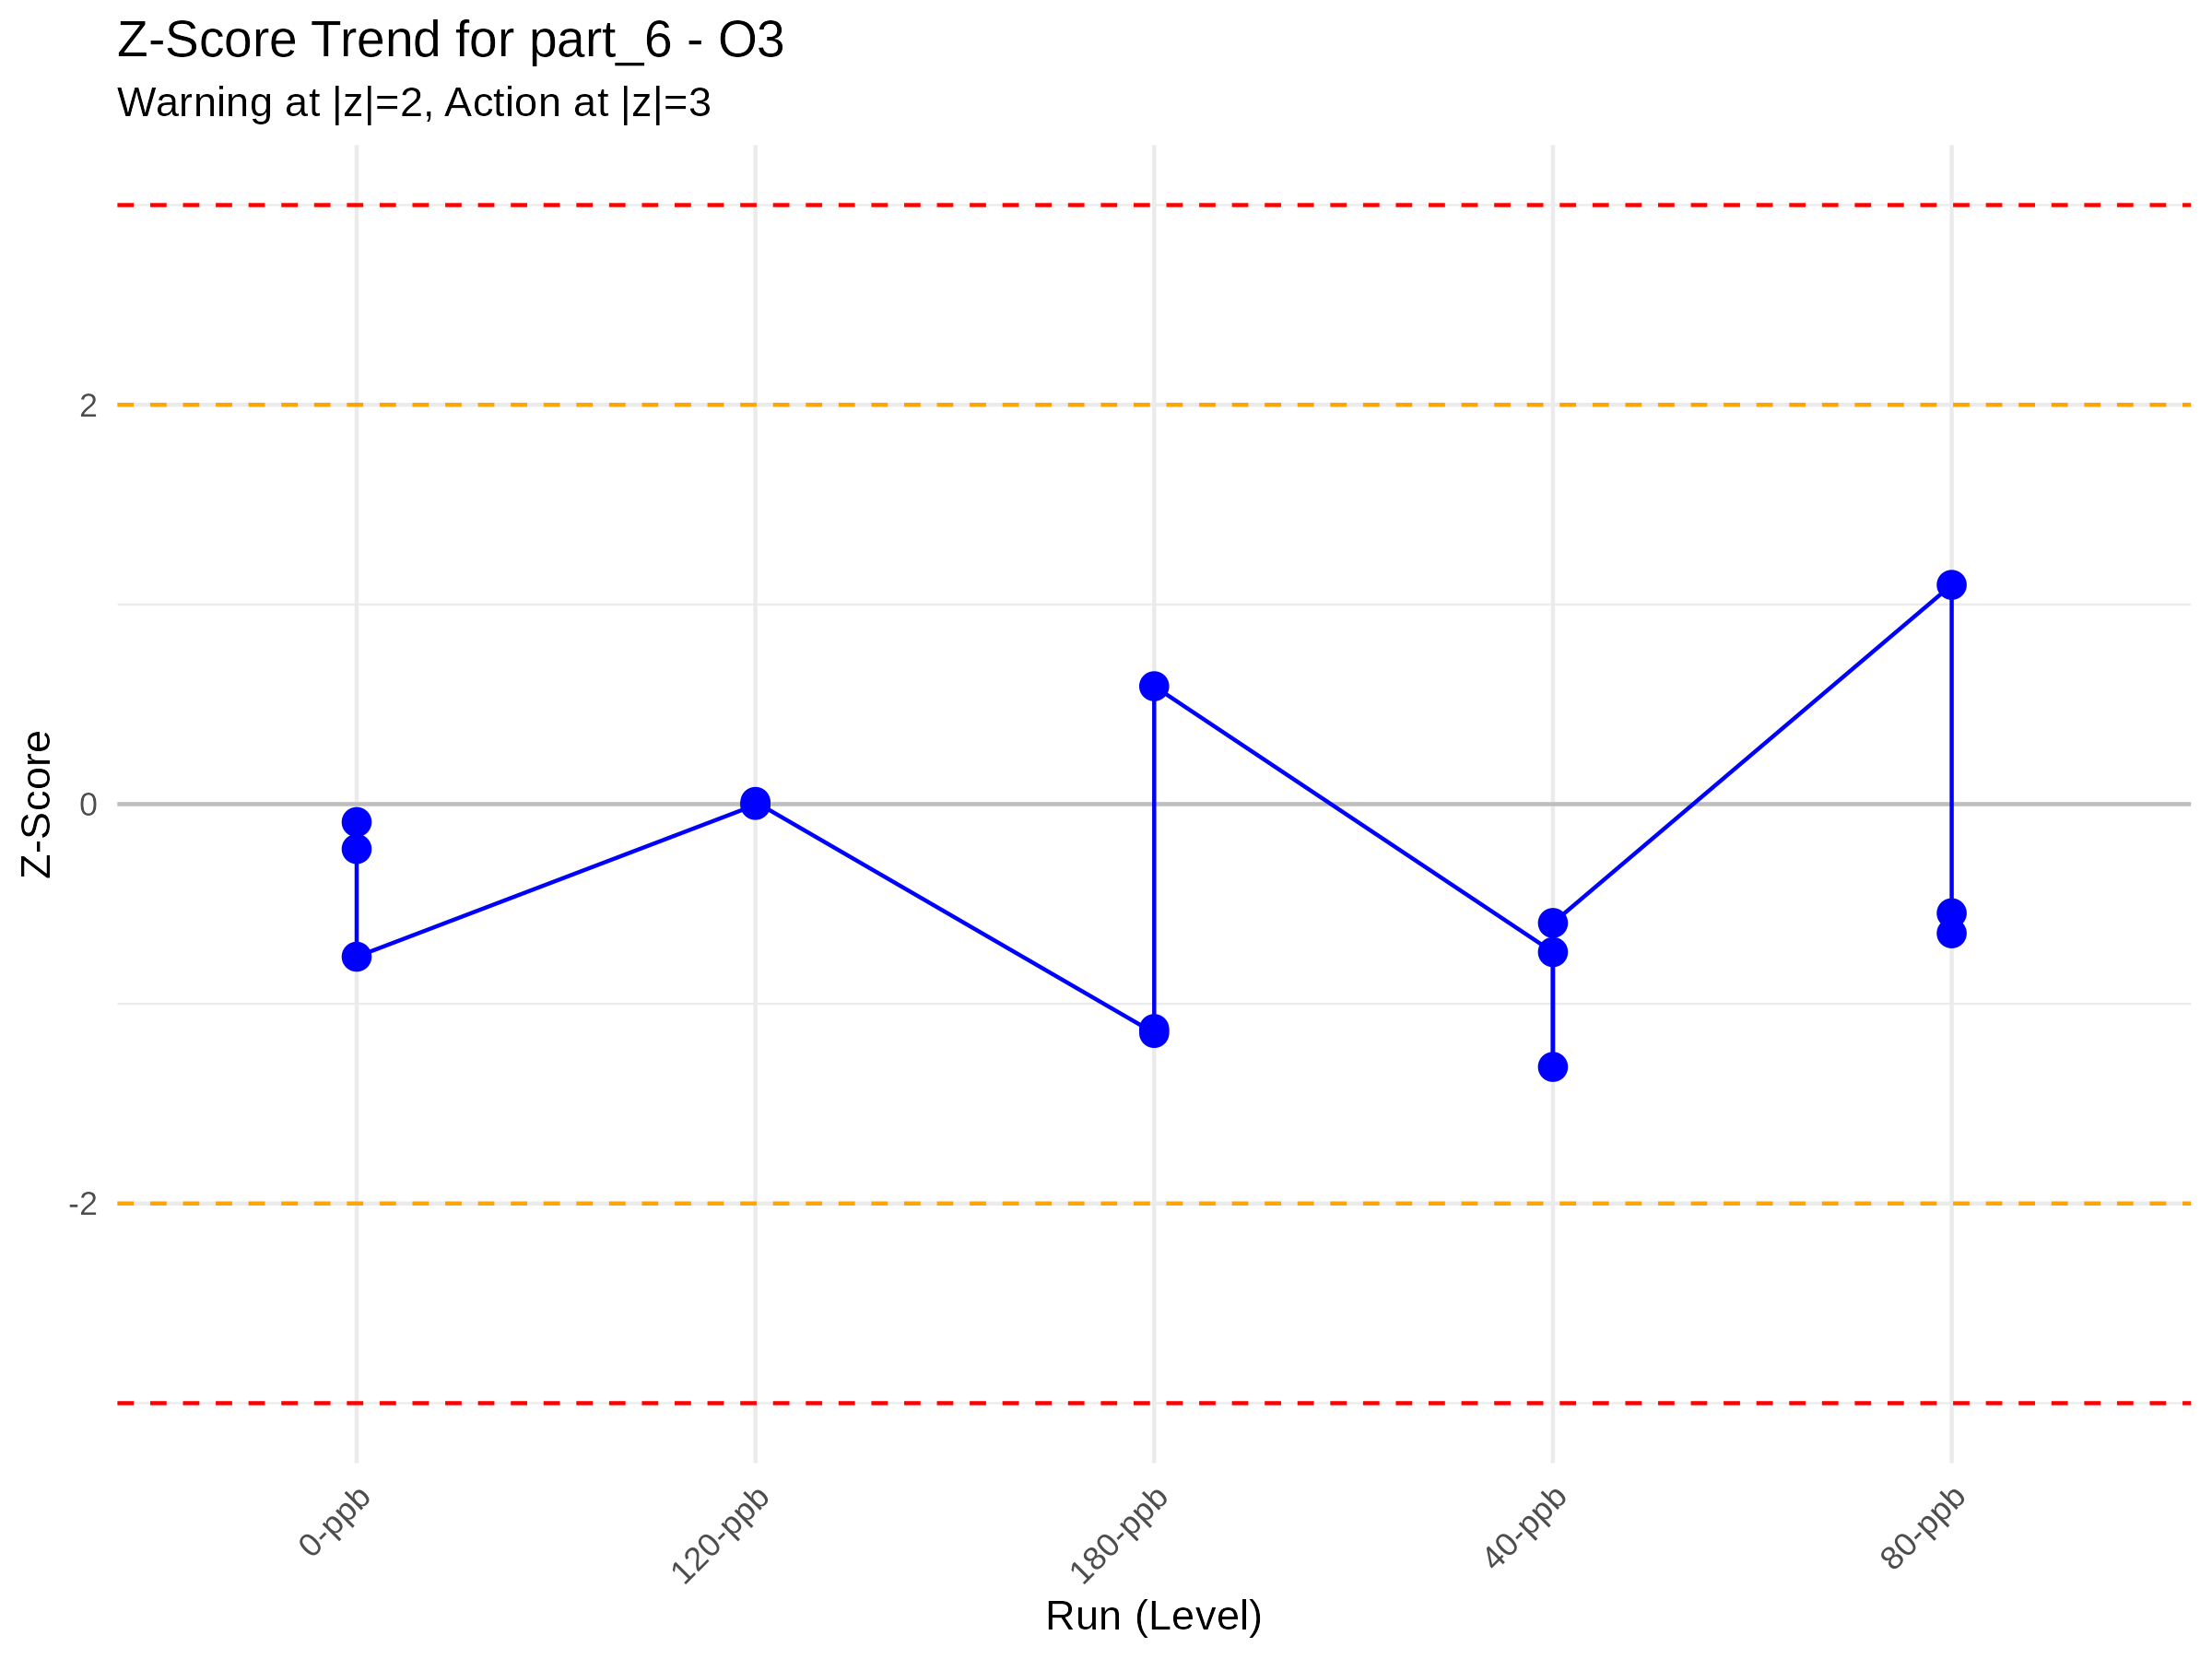 Z-Score Trend for part_6 - O3
Warning at |z|=2, Action at |z|=3
Z-Score
2
0
-2
0-ppb
120-ppb
180-ppb
40-ppb
80-ppb
Run (Level)